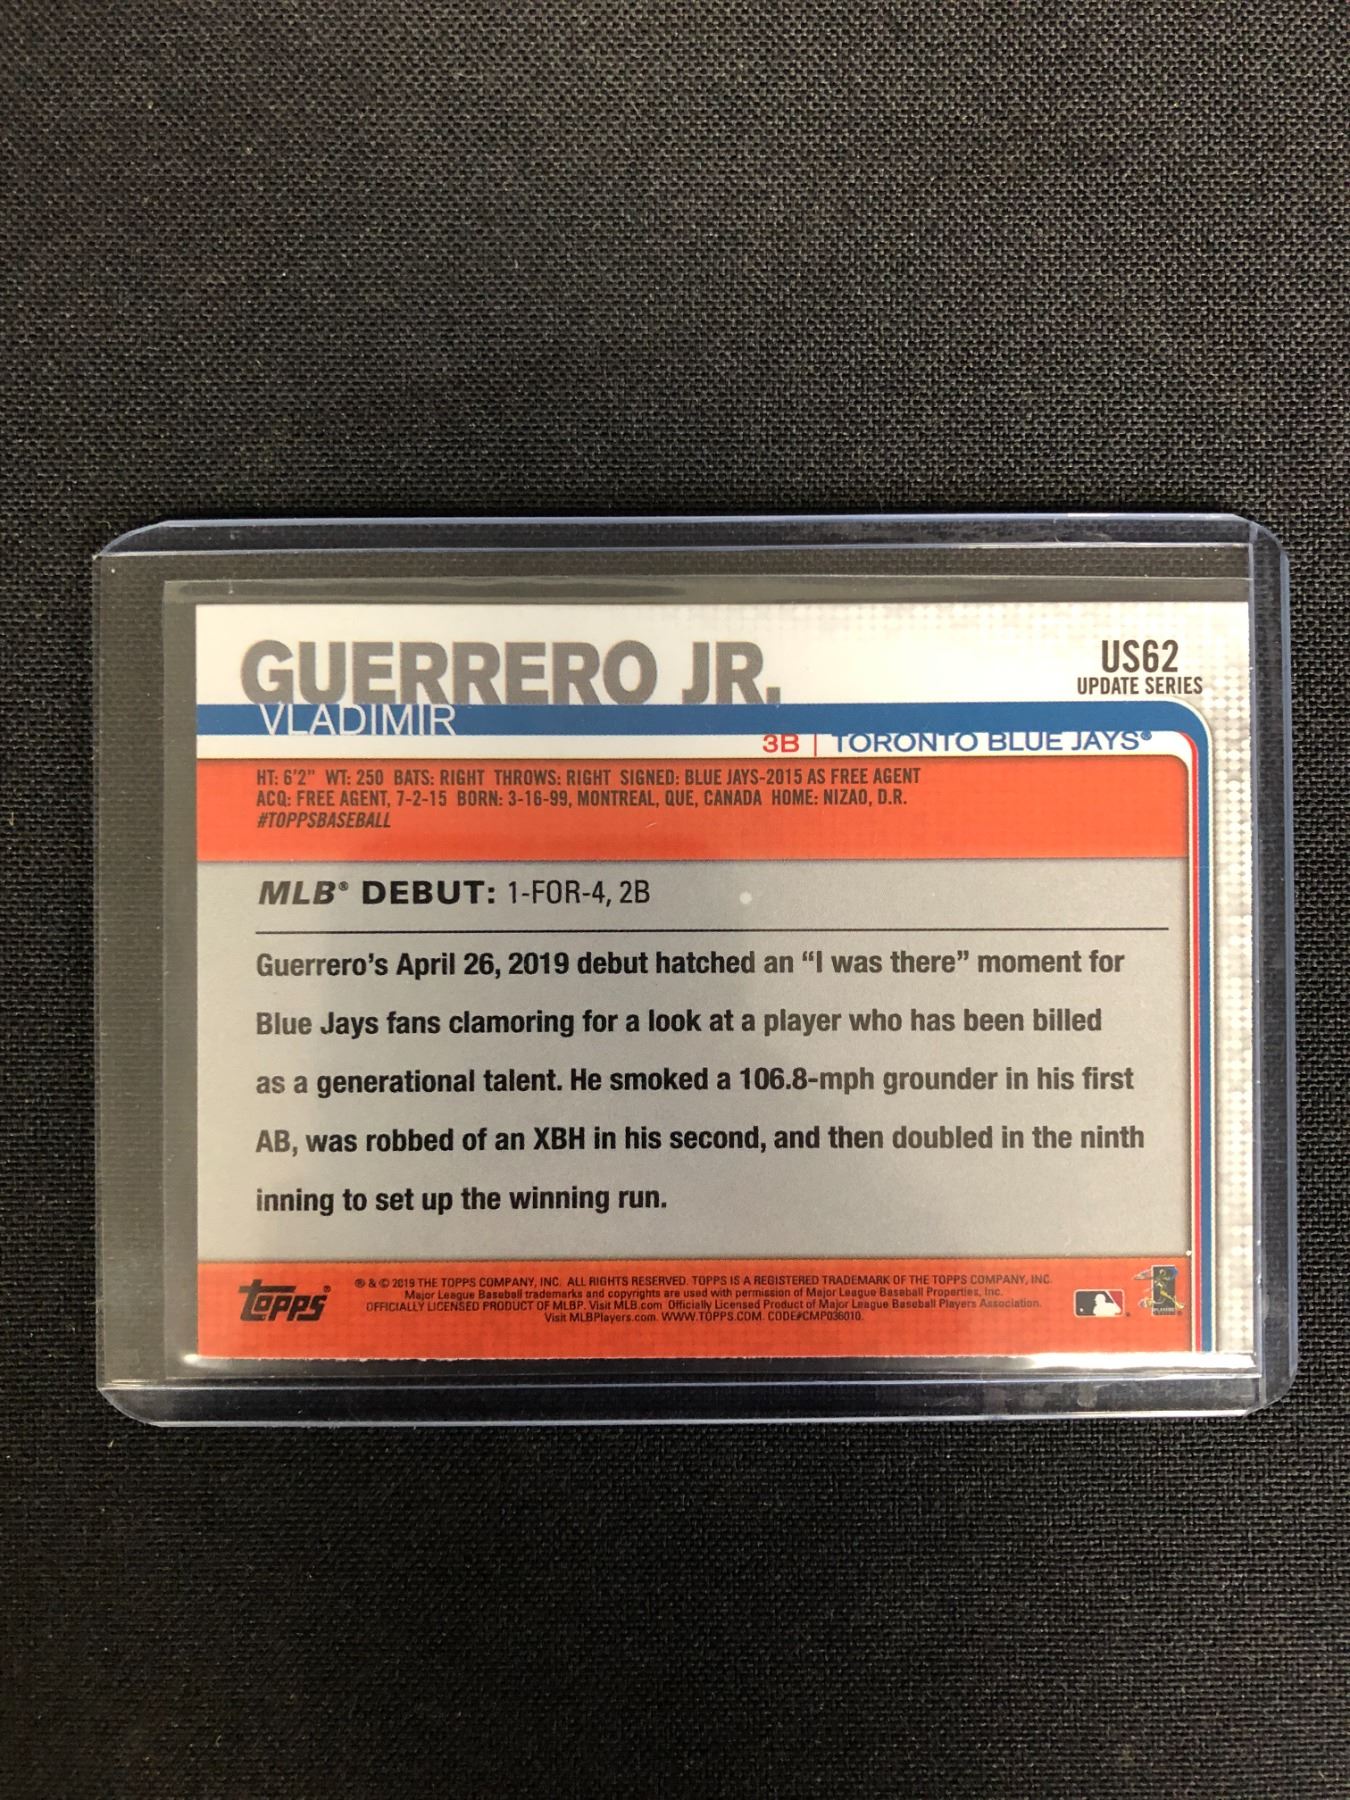 GUERRERO JR.
US62
UPDATE SERIES
VLADIMIR
3B | TORONTO BLUE JAYS®
HT: 6'2" WT: 250 BATS: RIGHT THROWS: RIGHT SIGNED: BLUE JAYS-2015 AS FREE AGENT
ACQ: FREE AGENT, 7-2-15 BORN: 3-16-99, MONTREAL, QUE, CANADA HOME: NIZAO, D.R.
#TOPPSBASEBALL
MLB® DEBUT: 1-FOR-4, 2B
Guerrero's April 26, 2019 debut hatched an “I was there” moment for
Blue Jays fans clamoring for a look at a player who has been billed
as a generational talent. He smoked a 106.8-mph grounder in his first
AB, was robbed of an XBH in his second, and then doubled in the ninth
inning to set up the winning run.
Topps®
® & © 2019 THE TOPPS COMPANY, INC. ALL RIGHTS RESERVED. TOPPS IS A REGISTERED TRADEMARK OF THE TOPPS COMPANY, INC.
Major League Baseball trademarks and copyrights are used with permission of Major League Baseball Properties, Inc.
OFFICIALLY LICENSED PRODUCT OF MLBP. Visit MLB.com Officially Licensed Product of Major League Baseball Players Association.
Visit MLBPlayers.com. WWW.TOPPS.COM. CODE#CMP036010.